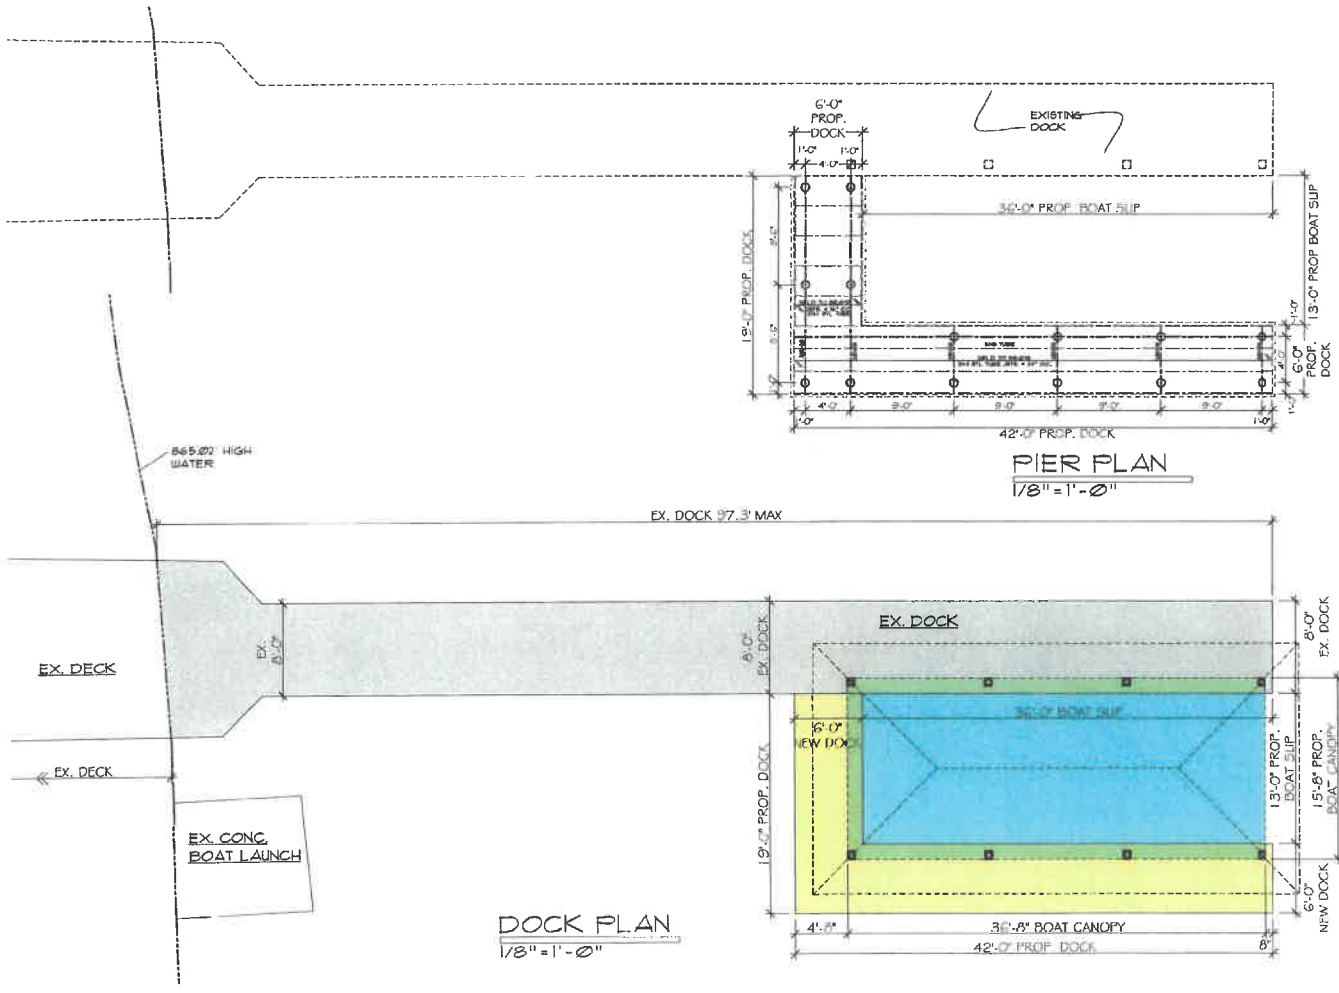 6'-0"
PROP.
DOCK
1'-0"
1'-0"
4'-0"
EXISTING
DOCK
36'-0" PROP. BOAT SLIP
13'-0" PROP BOAT SLIP
19'-0" PROP. DOCK
1'-0"
4'-0"
6'-0"
PROP.
DOCK
1'-0"
4'-0"
9'-0"
9'-0"
9'-0"
9'-0"
1'-0"
42'-0" PROP. DOCK
PIER PLAN
1/8" = 1'-0"
865.02' HIGH
WATER
EX. DOCK 97.3' MAX
EX. DECK
EX.
8'-0"
8'-0"
EX. DOCK
EX. DOCK
8'-0"
EX. DOCK
36'-0" BOAT SLIP
6'-0"
NEW DOCK
19'-0" PROP. DOCK
13'-0" PROP.
BOAT SLIP
15'-8" PROP.
BOAT CANOPY
6'-0"
NEW DOCK
EX. DECK
EX. CONC.
BOAT LAUNCH
DOCK PLAN
1/8" = 1'-0"
4'-8"
36'-8" BOAT CANOPY
8"
42'-0" PROP. DOCK